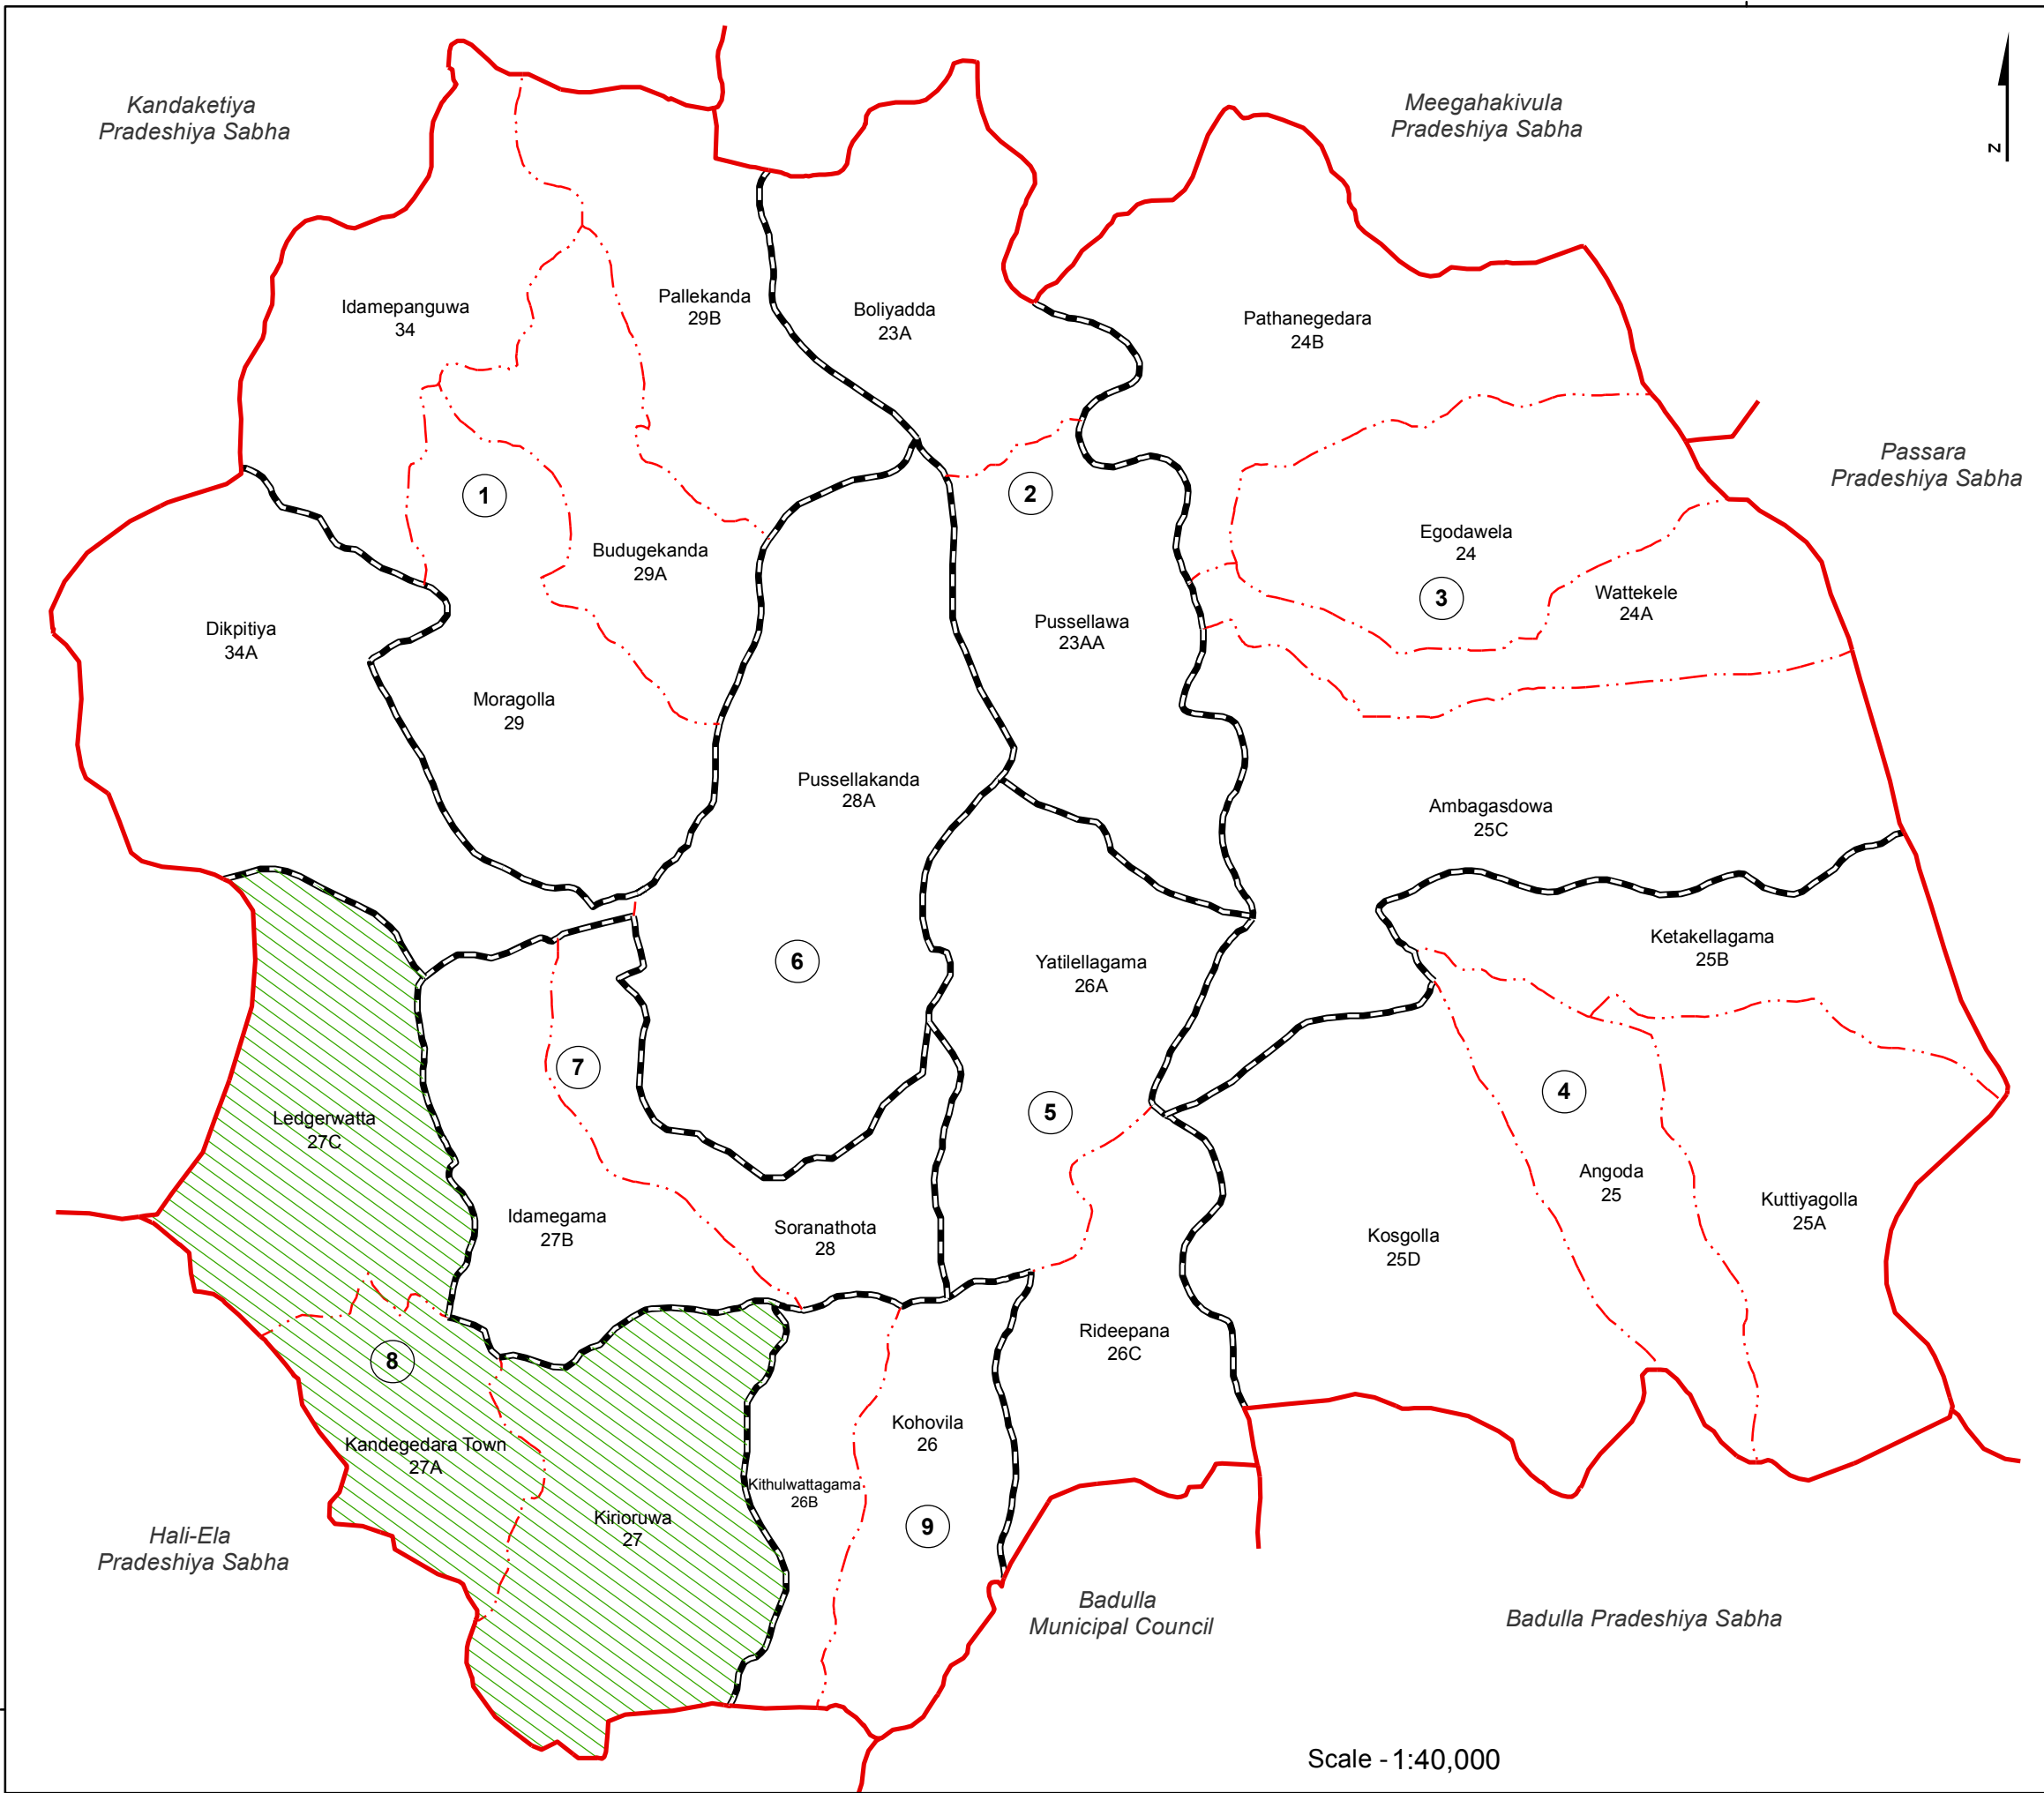 Kandaketiya
Pradeshiya Sabha
Meegahakivula
Pradeshiya Sabha
z
Idamepanguwa
34
Pallekanda
29B
Boliyadda
23A
Pathanegedara
24B
Passara
Pradeshiya Sabha
1
2
Budugekanda
29A
Egodawela
24
3
Wattekele
24A
Dikpitiya
34A
Pussellawa
23AA
Moragolla
29
Pussellakanda
28A
Ambagasdowa
25C
Ketakellagama
25B
6
Yatilellagama
26A
7
4
5
Ledgerwatta
27C
Angoda
25
Kuttiyagolla
25A
Idamegama
27B
Soranathota
28
Kosgolla
25D
8
Rideepana
26C
Kohovila
26
Kandegedara Town
27A
Kithulwattagama
26B
Kirioruwa
27
9
Hali-Ela
Pradeshiya Sabha
Badulla
Municipal Council
Badulla Pradeshiya Sabha
Scale - 1:40,000